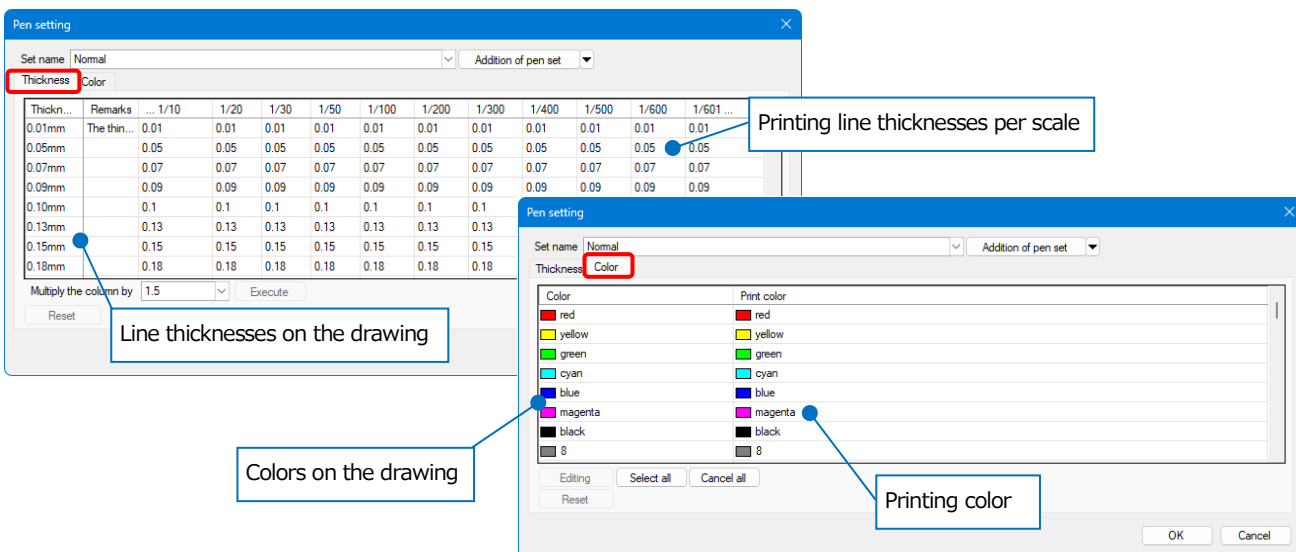 Pen setting
Set name Normal Addition of pen set
Thickness Color
Thickn... Remarks ... 1/10 1/20 1/30 1/50 1/100 1/200 1/300 1/400 1/500 1/600 1/601 ...
0.01mm The thin... 0.01 0.01 0.01 0.01 0.01 0.01 0.01 0.01 0.01 0.01 0.01
0.05mm 0.05 0.05 0.05 0.05 0.05 0.05 0.05 0.05 0.05 0.05 0.05
0.07mm 0.07 0.07 0.07 0.07 0.07 0.07 0.07 0.07 0.07 0.07 0.07
0.09mm 0.09 0.09 0.09 0.09 0.09 0.09 0.09 0.09 0.09 0.09 0.09
0.10mm 0.1 0.1 0.1 0.1 0.1 0.1 0.1
0.13mm 0.13 0.13 0.13 0.13 0.13 0.13 0.13
0.15mm 0.15 0.15 0.15 0.15 0.15 0.15 0.15
0.18mm 0.18 0.18 0.18 0.18 0.18 0.18 0.18
Multiply the column by 1.5 Execute
Reset
Printing line thicknesses per scale
Line thicknesses on the drawing
Pen setting
Set name Normal Addition of pen set
Thickness Color
Color Print color
red red
yellow yellow
green green
cyan cyan
blue blue
magenta magenta
black black
8 8
Editing Select all Cancel all
Reset
Colors on the drawing
Printing color
OK Cancel